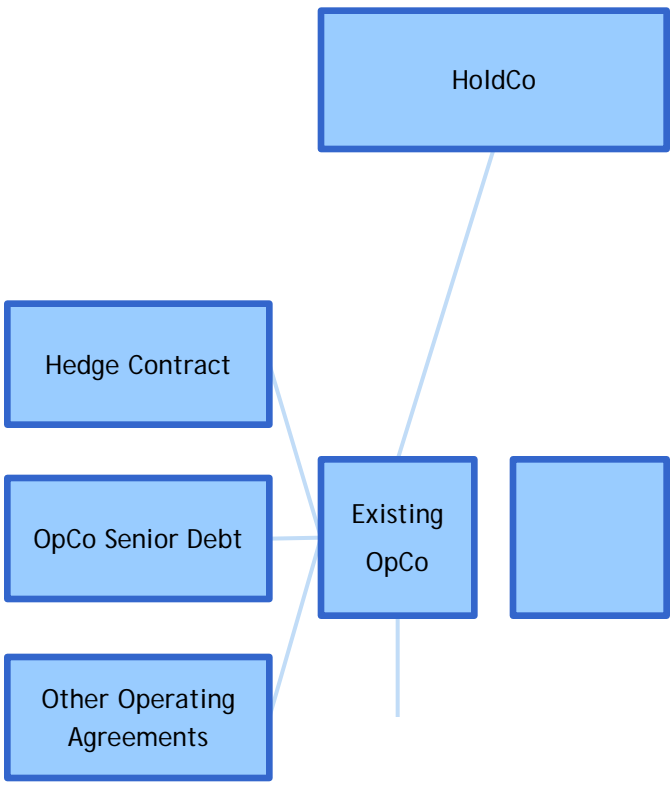 HoldCo
Hedge Contract
OpCo Senior Debt
Existing
OpCo
Other Operating
Agreements